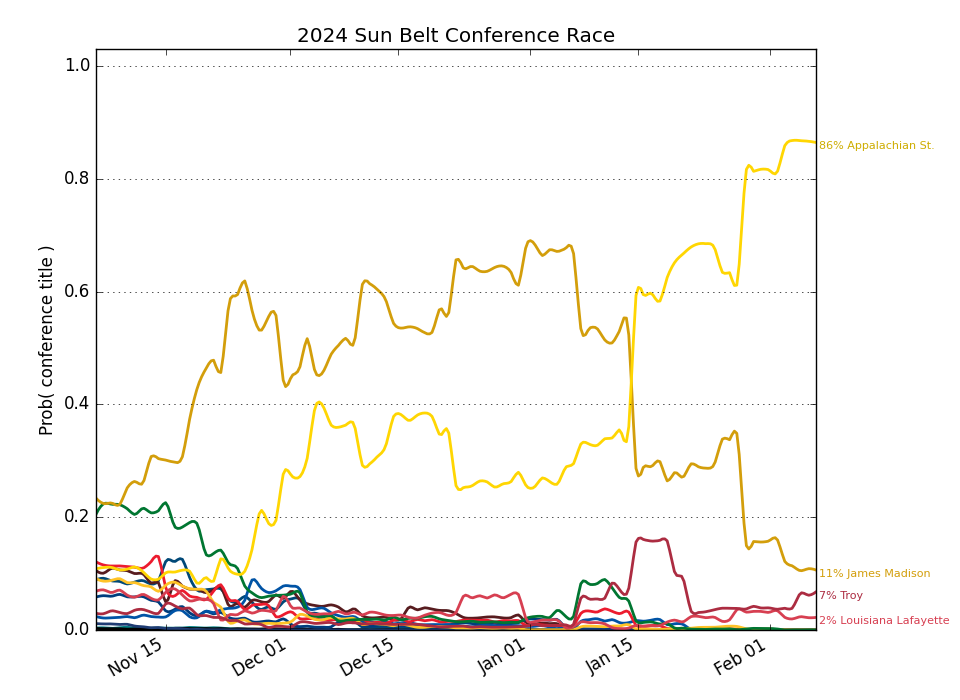 2024 Sun Belt Conference Race
Prob( conference title )
1.0
0.8
0.6
0.4
0.2
0.0
86% Appalachian St.
11% James Madison
7% Troy
2% Louisiana Lafayette
Nov 15
Dec 01
Dec 15
Jan 01
Jan 15
Feb 01